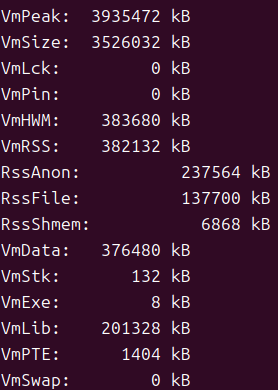 VmPeak:  3935472 kB
VmSize:  3526032 kB
VmLck:         0 kB
VmPin:         0 kB
VmHWM:    383680 kB
VmRSS:    382132 kB
RssAnon:          237564 kB
RssFile:          137700 kB
RssShmem:           6868 kB
VmData:   376480 kB
VmStk:       132 kB
VmExe:         8 kB
VmLib:    201328 kB
VmPTE:      1404 kB
VmSwap:        0 kB